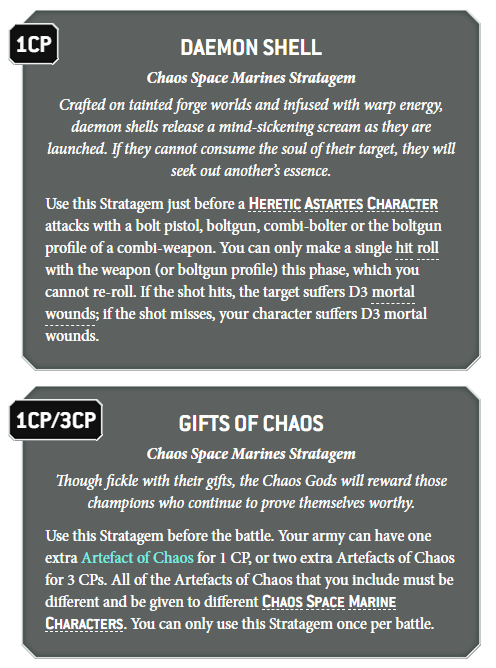 1CP
DAEMON SHELL
Chaos Space Marines Stratagem
Crafted on tainted forge worlds and infused with warp energy,
daemon shells release a mind-sickening scream as they are
launched. If they cannot consume the soul of their target, they will
seek out another’s essence.
Use this Stratagem just before a HERETIC ASTARTES CHARACTER
attacks with a bolt pistol, boltgun, combi-bolter or the boltgun
profile of a combi-weapon. You can only make a single hit roll
with the weapon (or boltgun profile) this phase, which you
cannot re-roll. If the shot hits, the target suffers D3 mortal
wounds; if the shot misses, your character suffers D3 mortal
wounds.
1CP/3CP
GIFTS OF CHAOS
Chaos Space Marines Stratagem
Though fickle with their gifts, the Chaos Gods will reward those
champions who continue to prove themselves worthy.
Use this Stratagem before the battle. Your army can have one
extra Artefact of Chaos for 1 CP, or two extra Artefacts of Chaos
for 3 CPs. All of the Artefacts of Chaos that you include must be
different and be given to different CHAOS SPACE MARINE
CHARACTERS. You can only use this Stratagem once per battle.